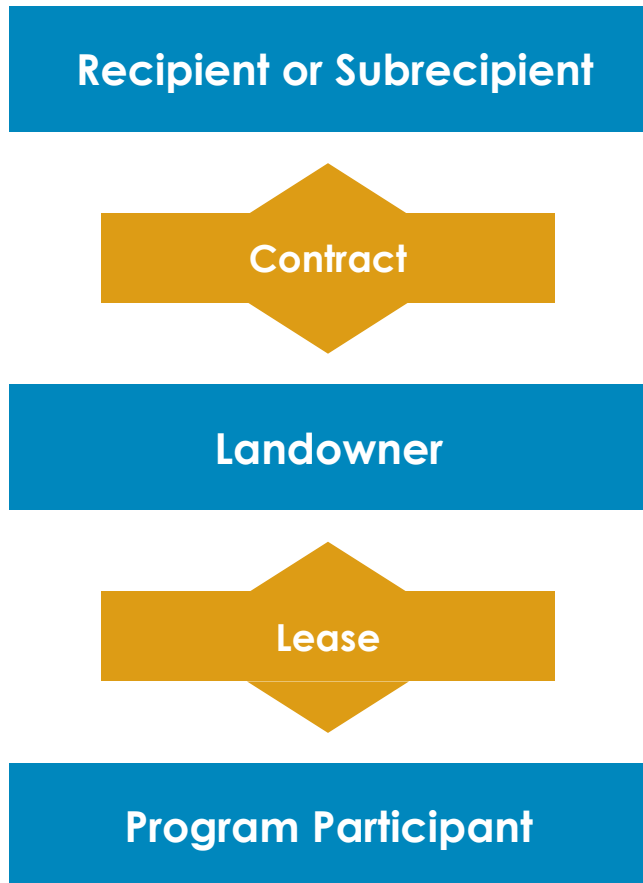 Recipient or Subrecipient
Contract
Landowner
Lease
Program Participant